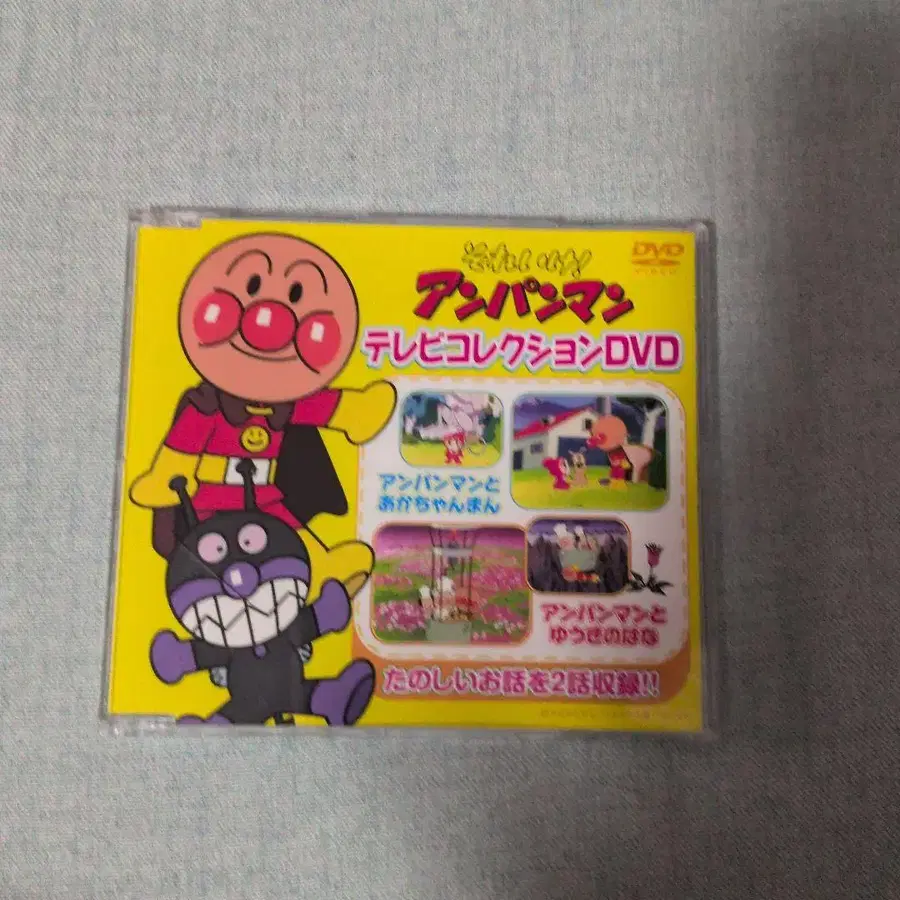 それいけ!
アンパンマン
DVD
VIDEO
テレビコレクションDVD
アンパンマンと
あかちゃんまん
アンパンマンと
ゆうきのはな
たのしいお話を2話収録!!